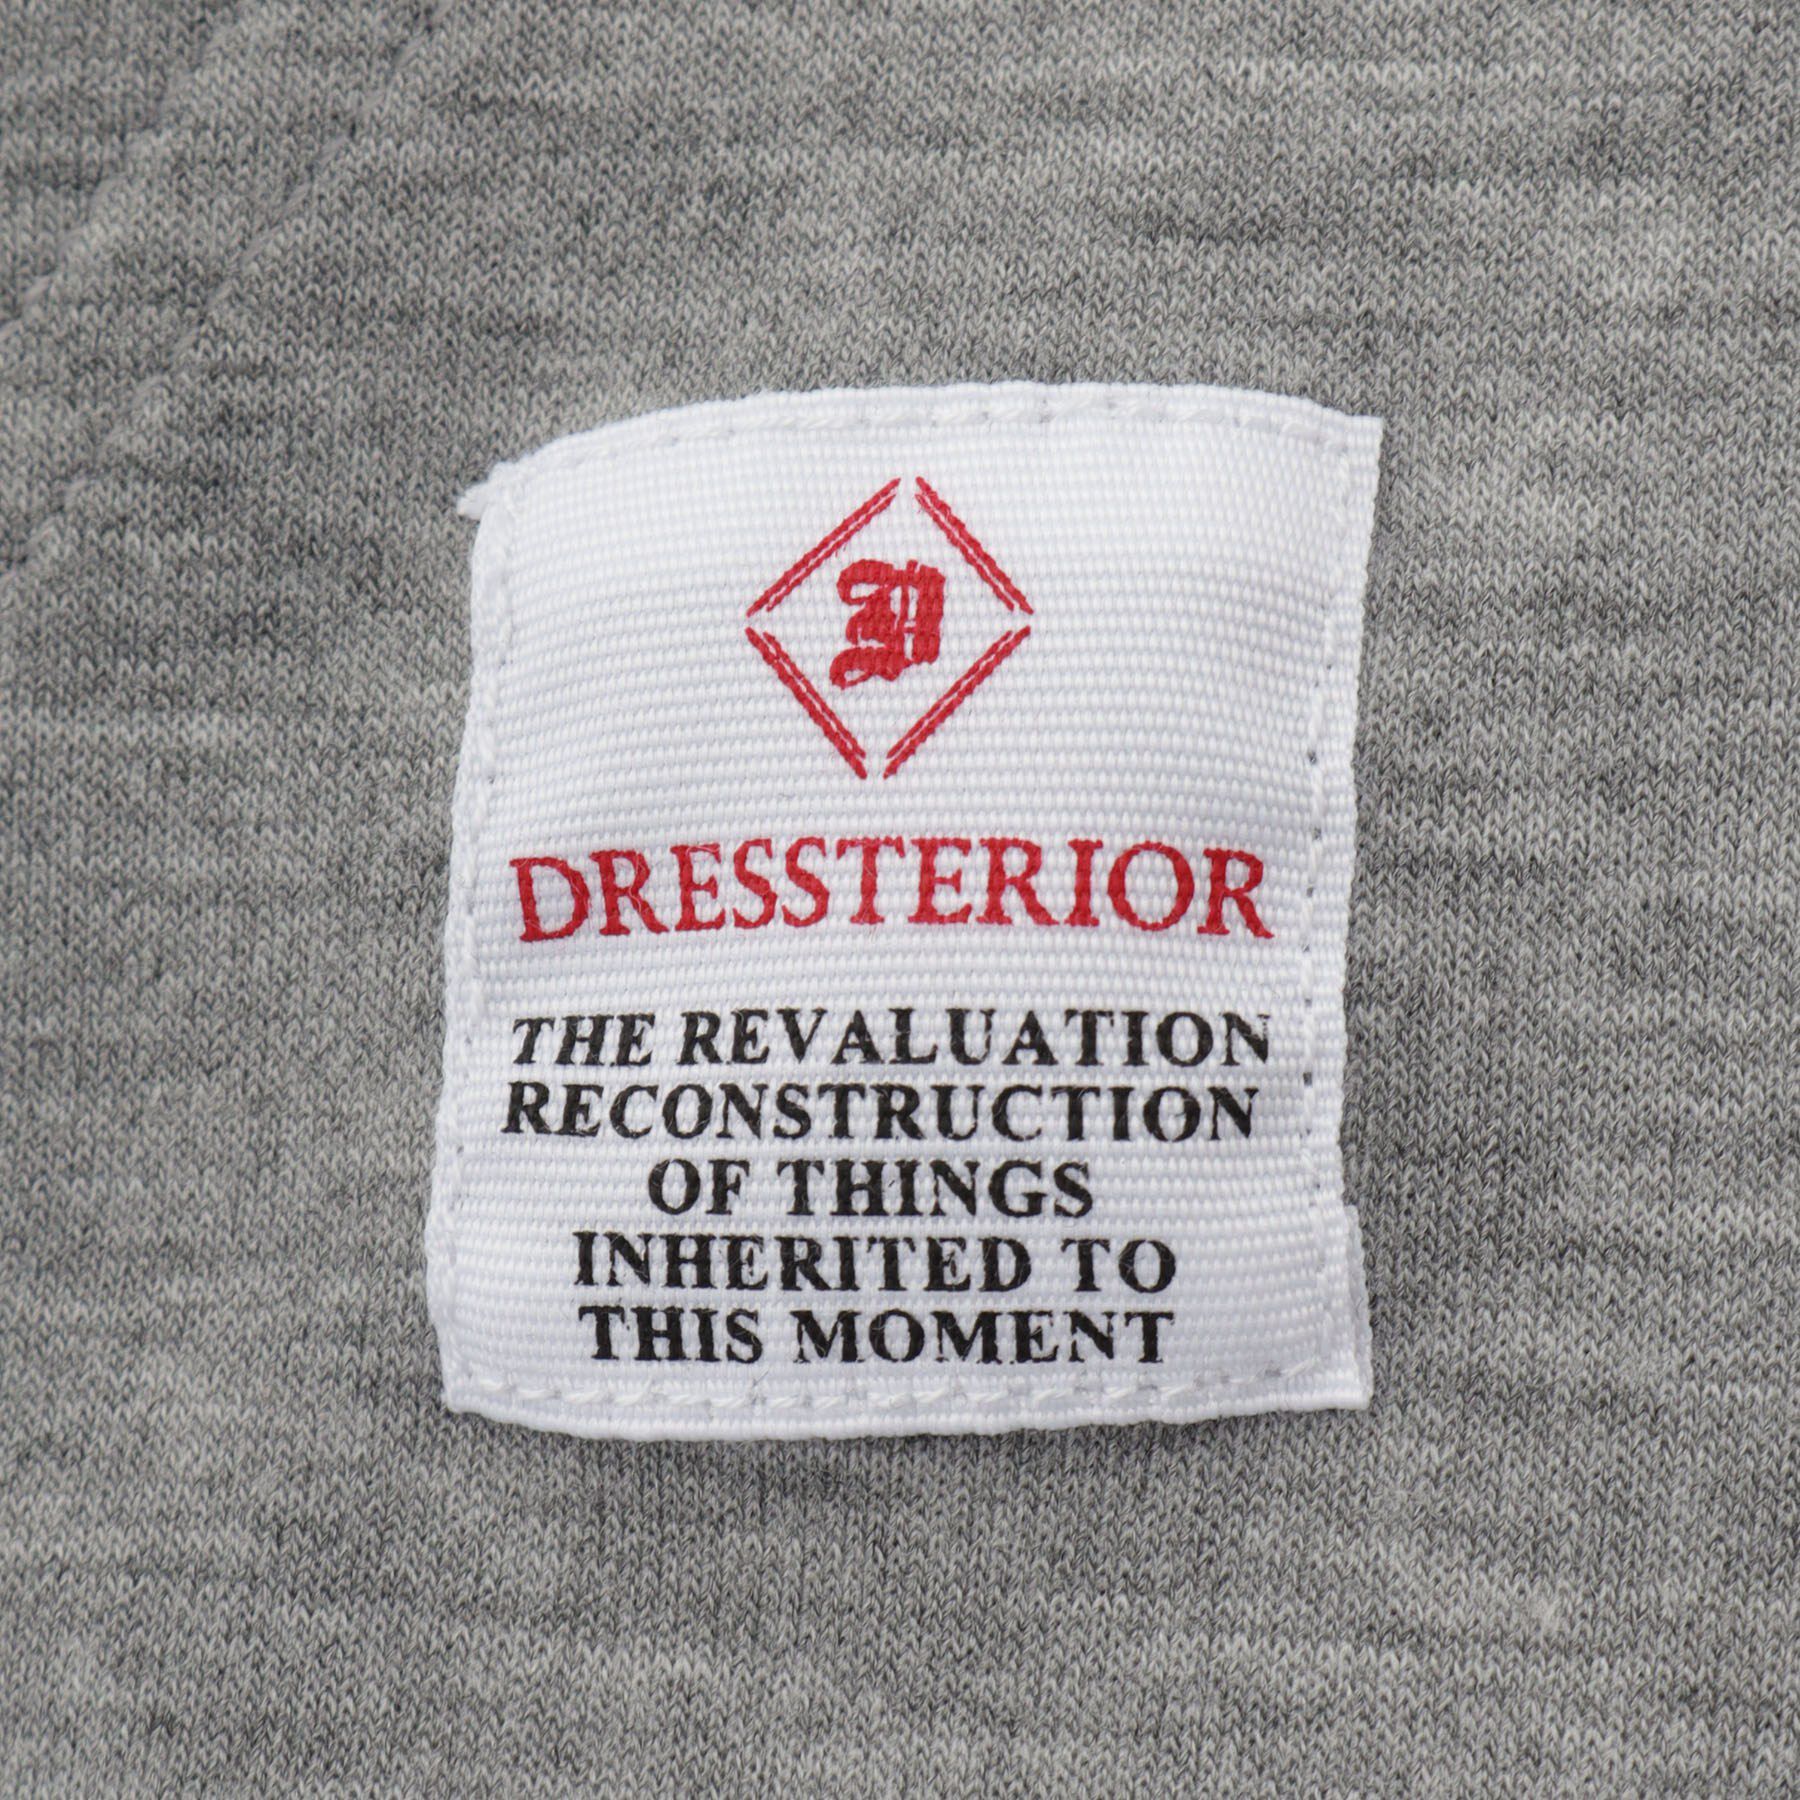 D
DRESSTERIOR
THE REVALUATION
RECONSTRUCTION
OF THINGS
INHERITED TO
THIS MOMENT